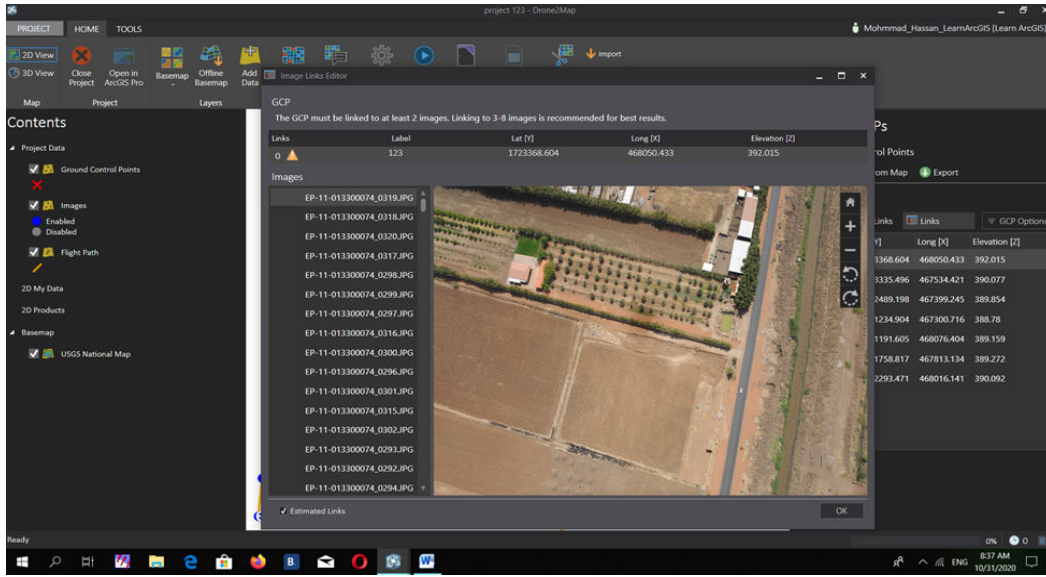 project 123 - Drone2Map
PROJECT HOME TOOLS
Mohmmad_Hassan_LearnArcGIS (Learn ArcGIS)
2D View
3D View
Close Project
Open in ArcGIS Pro
Basemap
Offline Basemap
Add Data
Import
Map Project Layers
Contents
Project Data
Ground Control Points
Images
Enabled
Disabled
Flight Path
2D My Data
2D Products
Basemap
USGS National Map
Image Links Editor
GCP
The GCP must be linked to at least 2 images. Linking to 3-8 images is recommended for best results.
Links Label Lat [Y] Long [X] Elevation [Z]
0 123 1723368.604 468050.433 392.015
Images
EP-11-013300074_0319.JPG
EP-11-013300074_0318.JPG
EP-11-013300074_0320.JPG
EP-11-013300074_0317.JPG
EP-11-013300074_0298.JPG
EP-11-013300074_0299.JPG
EP-11-013300074_0297.JPG
EP-11-013300074_0316.JPG
EP-11-013300074_0300.JPG
EP-11-013300074_0296.JPG
EP-11-013300074_0301.JPG
EP-11-013300074_0315.JPG
EP-11-013300074_0302.JPG
EP-11-013300074_0293.JPG
EP-11-013300074_0292.JPG
EP-11-013300074_0294.JPG
Estimated Links
OK
Ps
rol Points
om Map Export
Links Links GCP Options
Y] Long [X] Elevation [Z]
3368.604 468050.433 392.015
3335.496 467534.421 390.077
2489.198 467399.245 389.854
1234.904 467300.716 388.78
1191.605 468076.404 389.159
1758.817 467813.134 389.272
2293.471 468016.141 390.092
Ready
0% 0
ENG
8:37 AM
10/31/2020